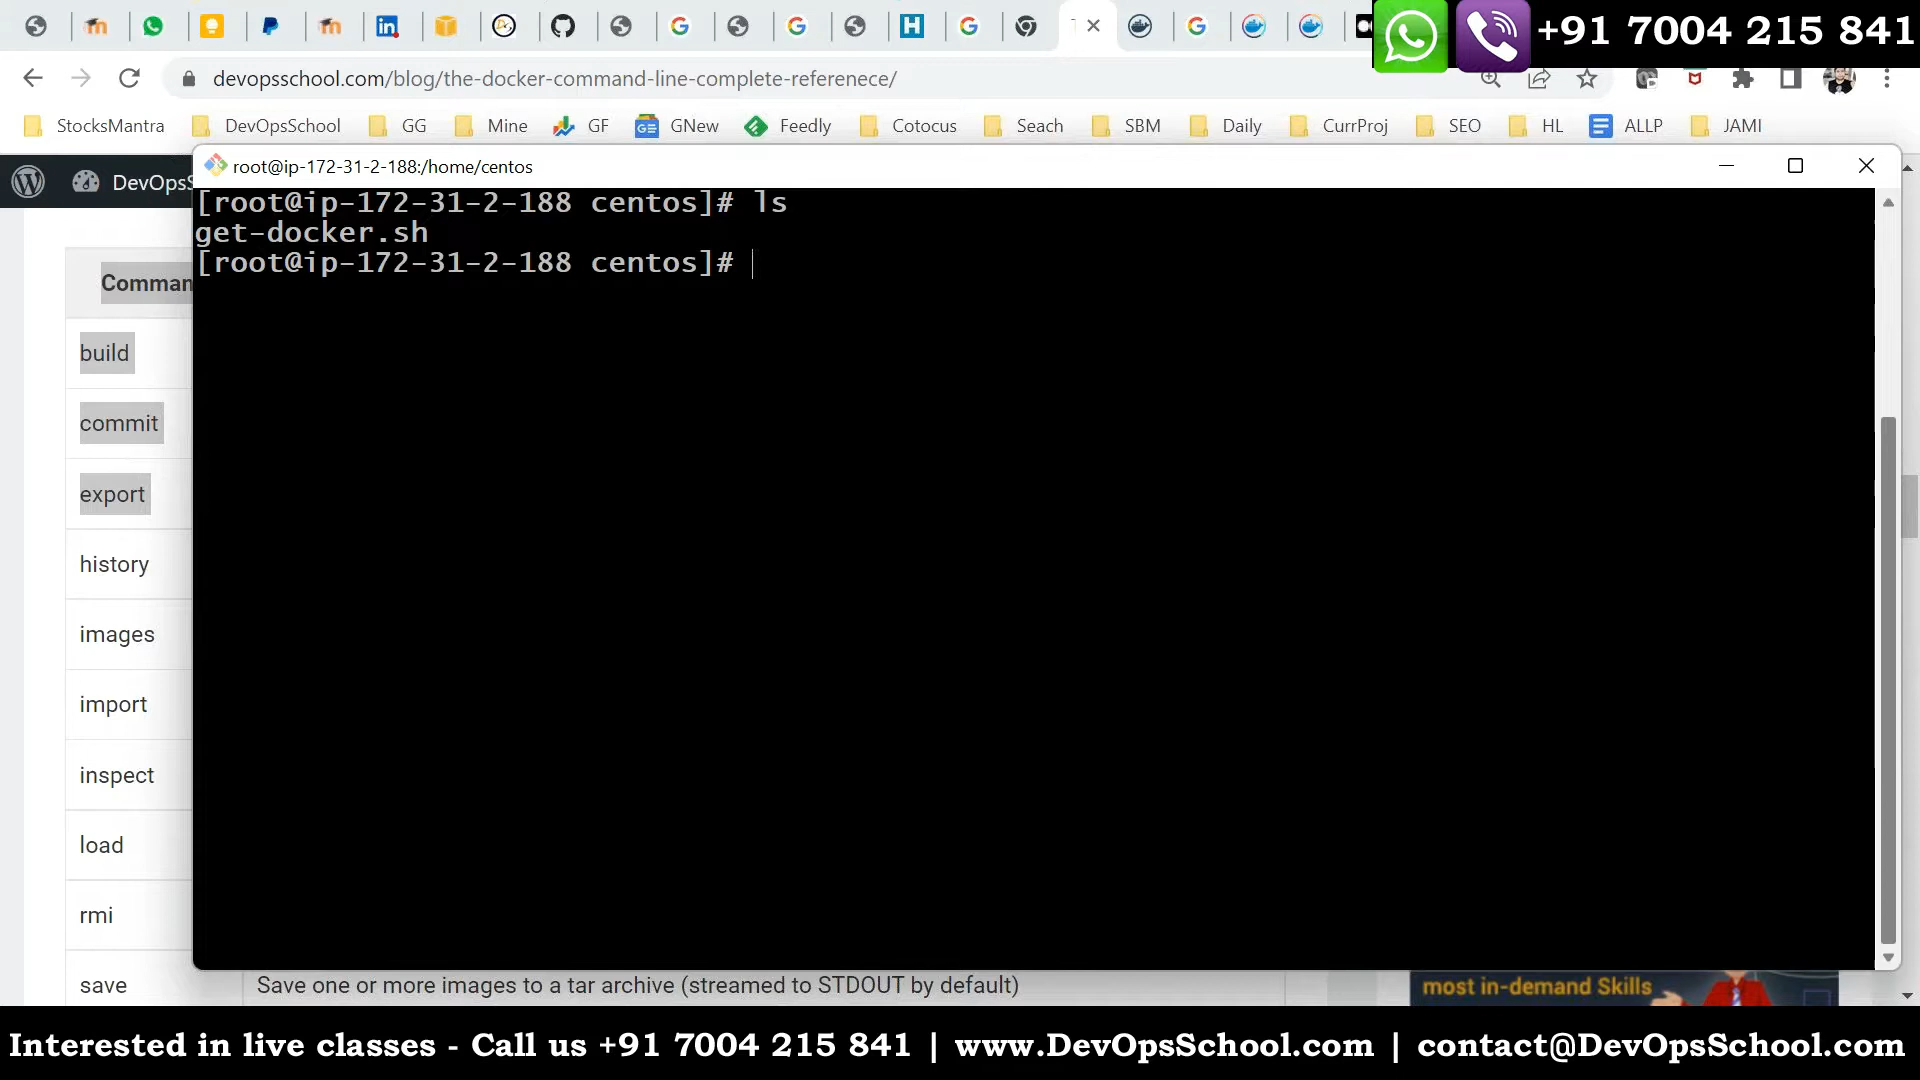 +91 7004 215 841
devopsschool.com/blog/the-docker-command-line-complete-referenece/
StocksMantra DevOpsSchool GG Mine GF GNew Feedly Cotocus Seach SBM Daily CurrProj SEO HL ALLP JAMI
root@ip-172-31-2-188:/home/centos
DevOpsS
[root@ip-172-31-2-188 centos]# ls
get-docker.sh
[root@ip-172-31-2-188 centos]#
Comman
build
commit
export
history
images
import
inspect
load
rmi
save Save one or more images to a tar archive (streamed to STDOUT by default)
most in-demand Skills
Interested in live classes - Call us +91 7004 215 841 | www.DevOpsSchool.com | contact@DevOpsSchool.com